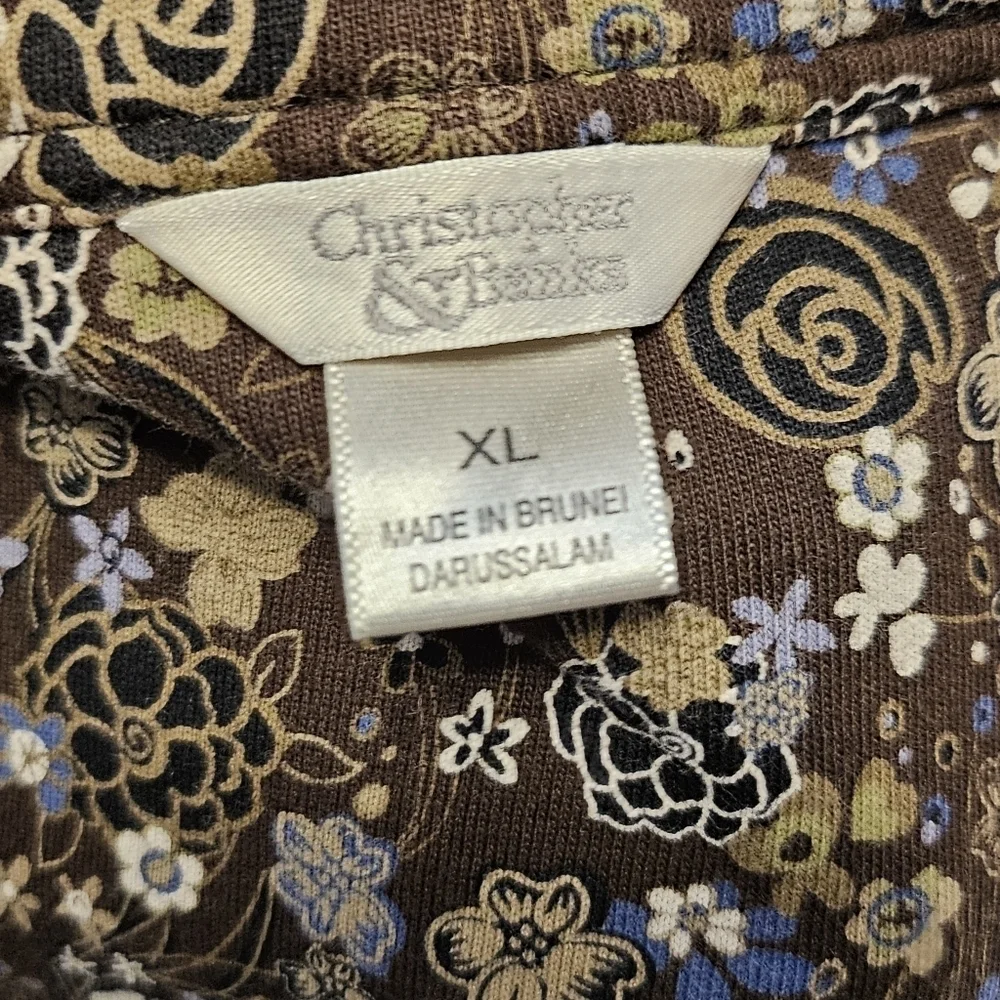 Christopher
& Banks
XL
MADE IN BRUNEI
DARUSSALAM